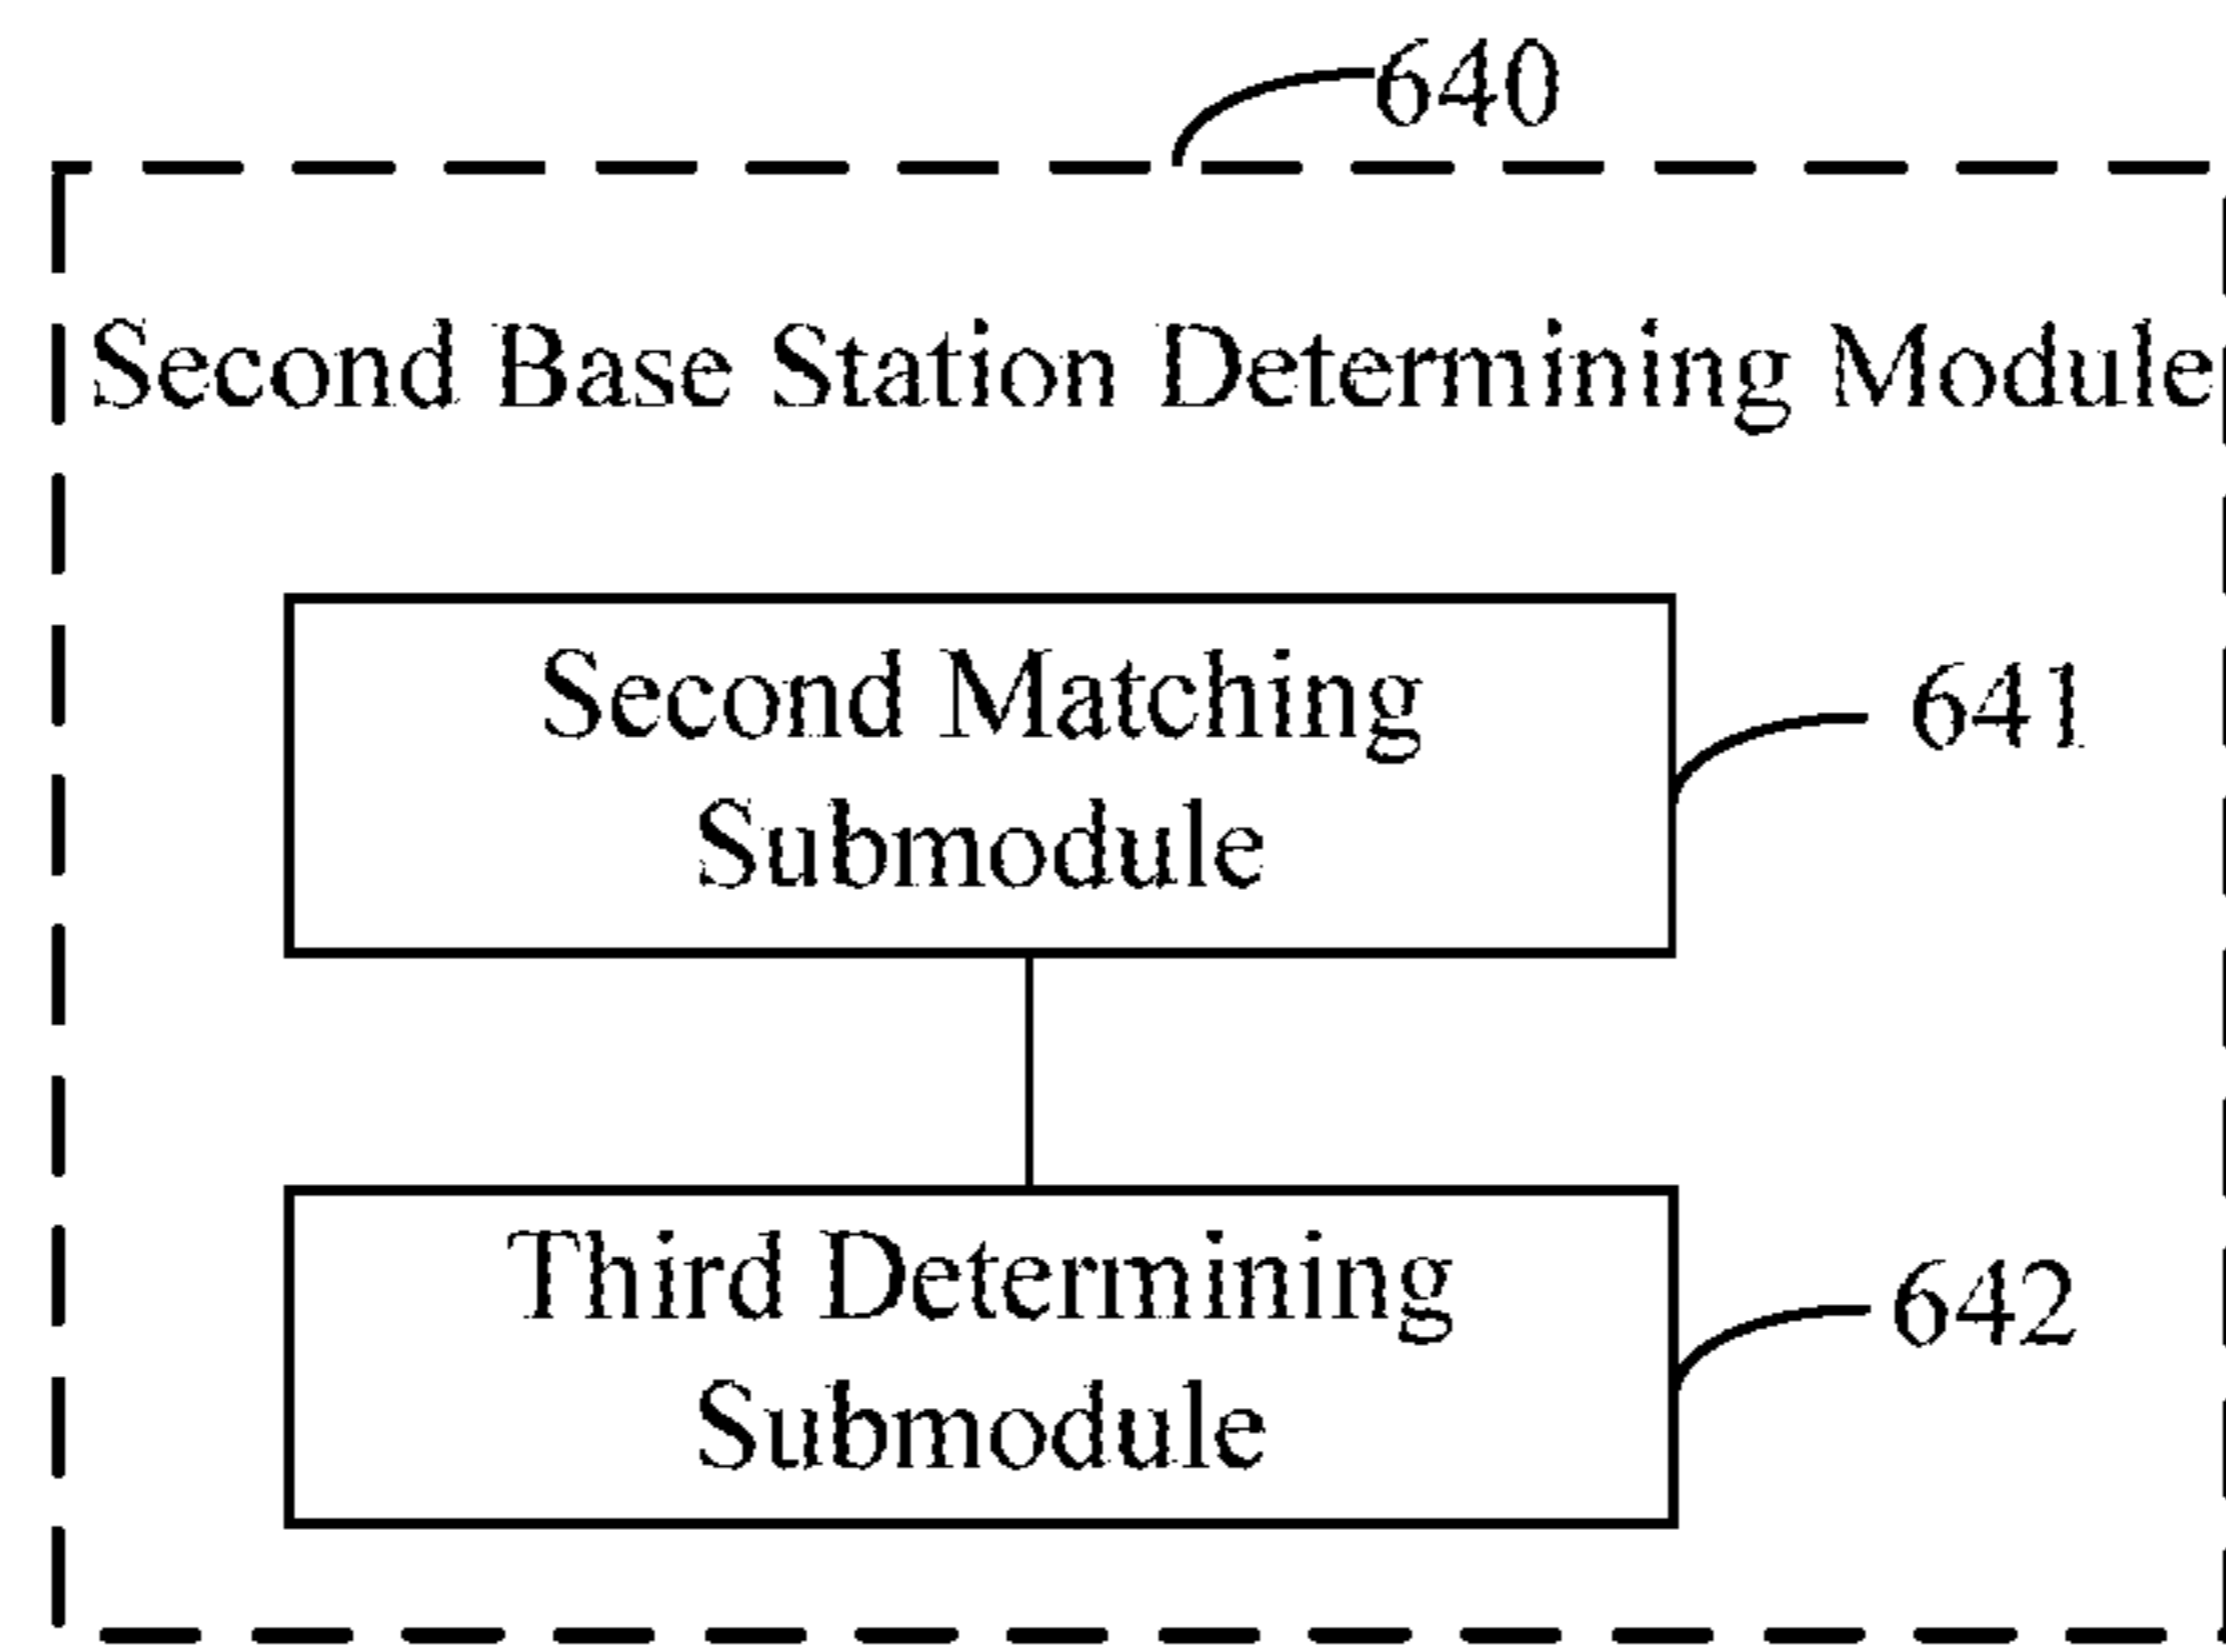 640
Second Base Station Determining Module
Second Matching
Submodule
641
Third Determining
Submodule
642